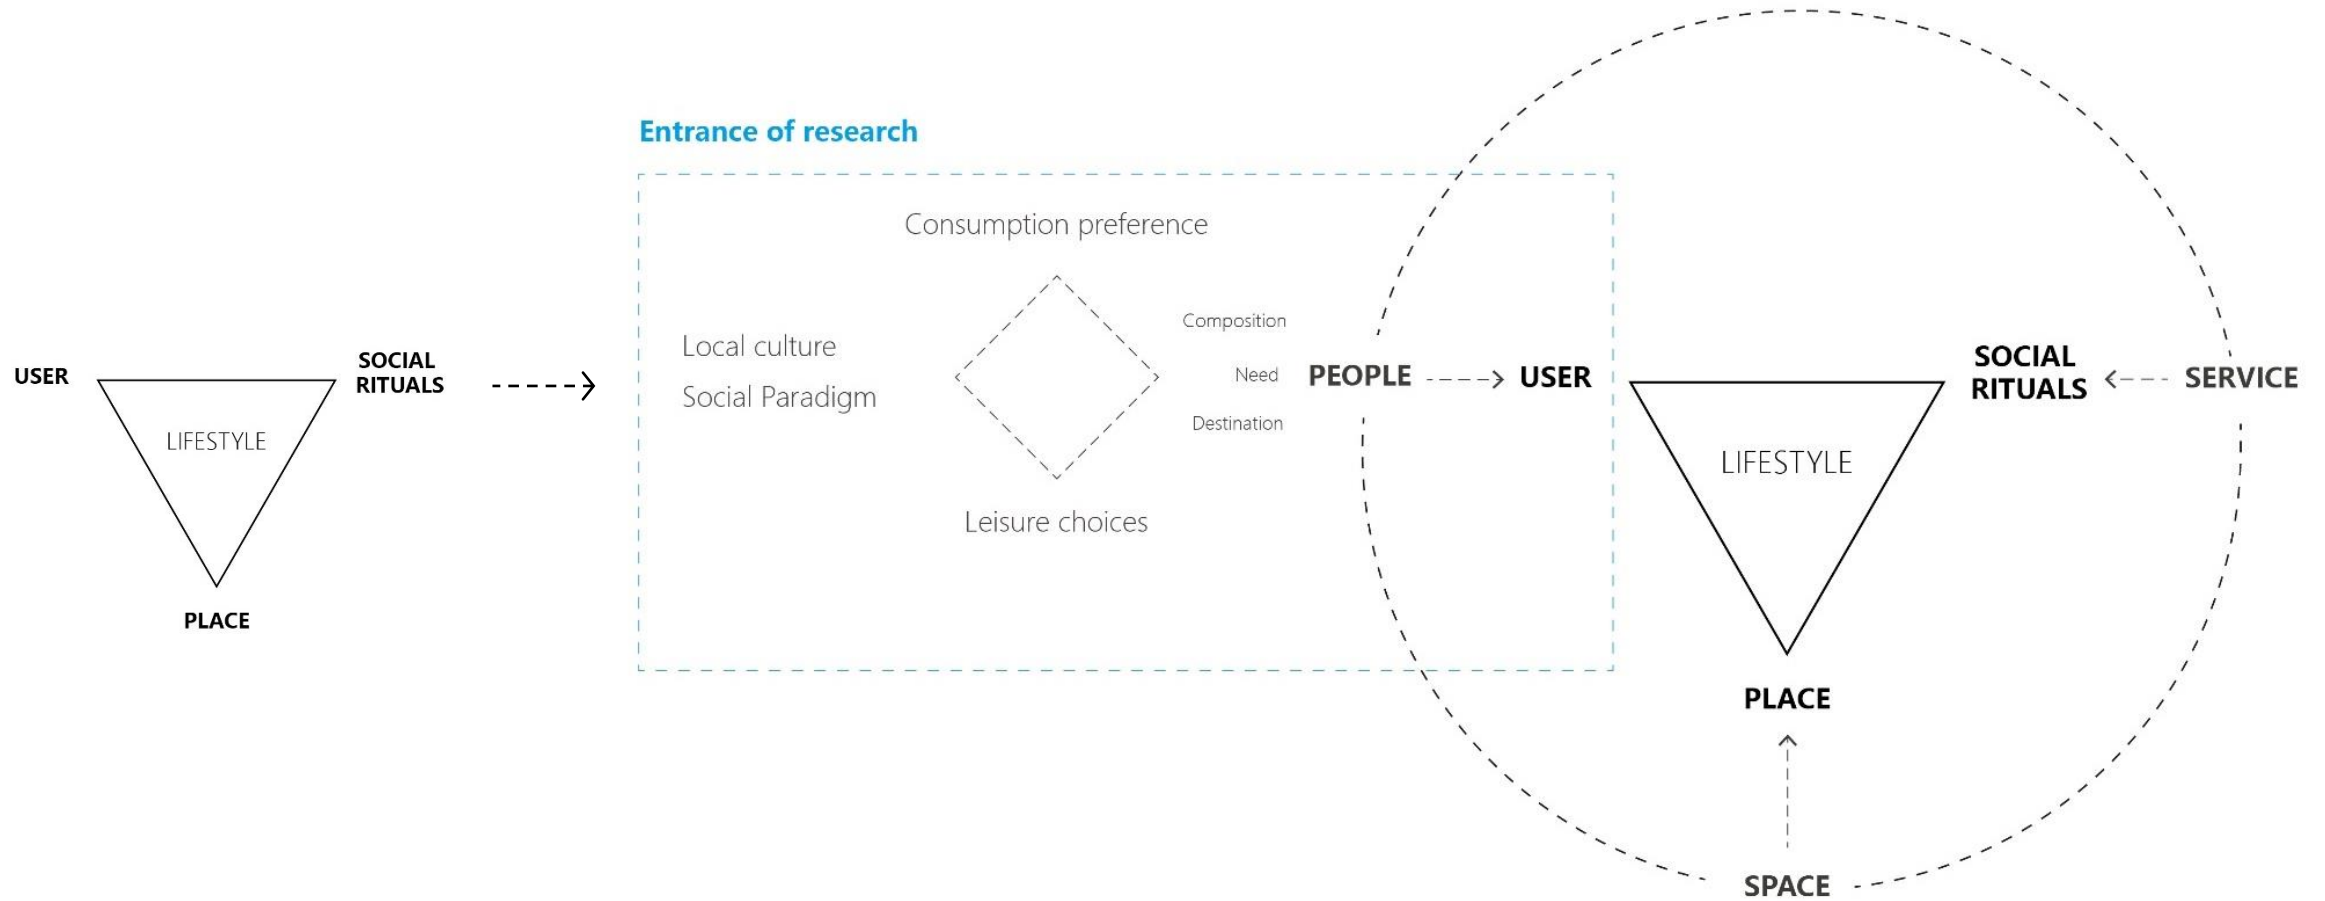 Entrance of research
Consumption preference
Local culture
Social Paradigm
Composition
Need
Destination
Leisure choices
USER
SOCIAL
RITUALS
LIFESTYLE
PLACE
PEOPLE
USER
SOCIAL
RITUALS
SERVICE
LIFESTYLE
PLACE
SPACE